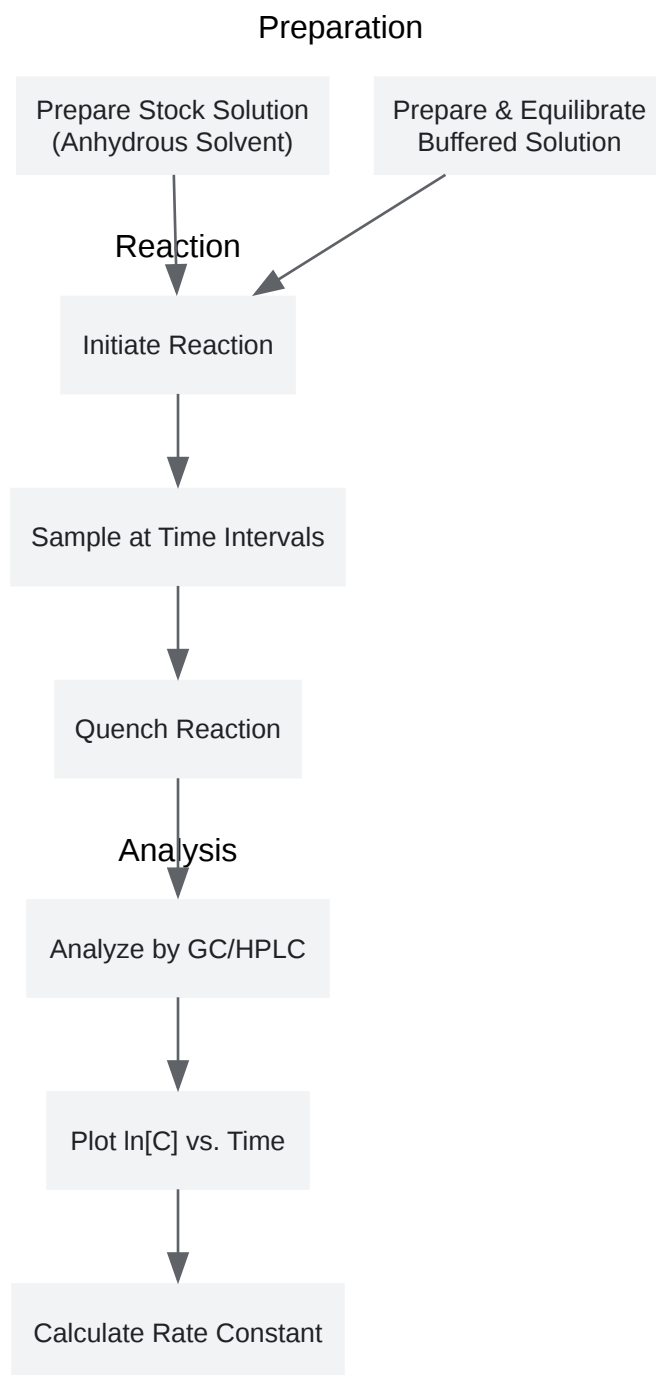 Preparation
Prepare Stock Solution
(Anhydrous Solvent)
Prepare & Equilibrate
Buffered Solution
Reaction
Initiate Reaction
Sample at Time Intervals
Quench Reaction
Analysis
Analyze by GC/HPLC
Plot ln[C] vs. Time
Calculate Rate Constant